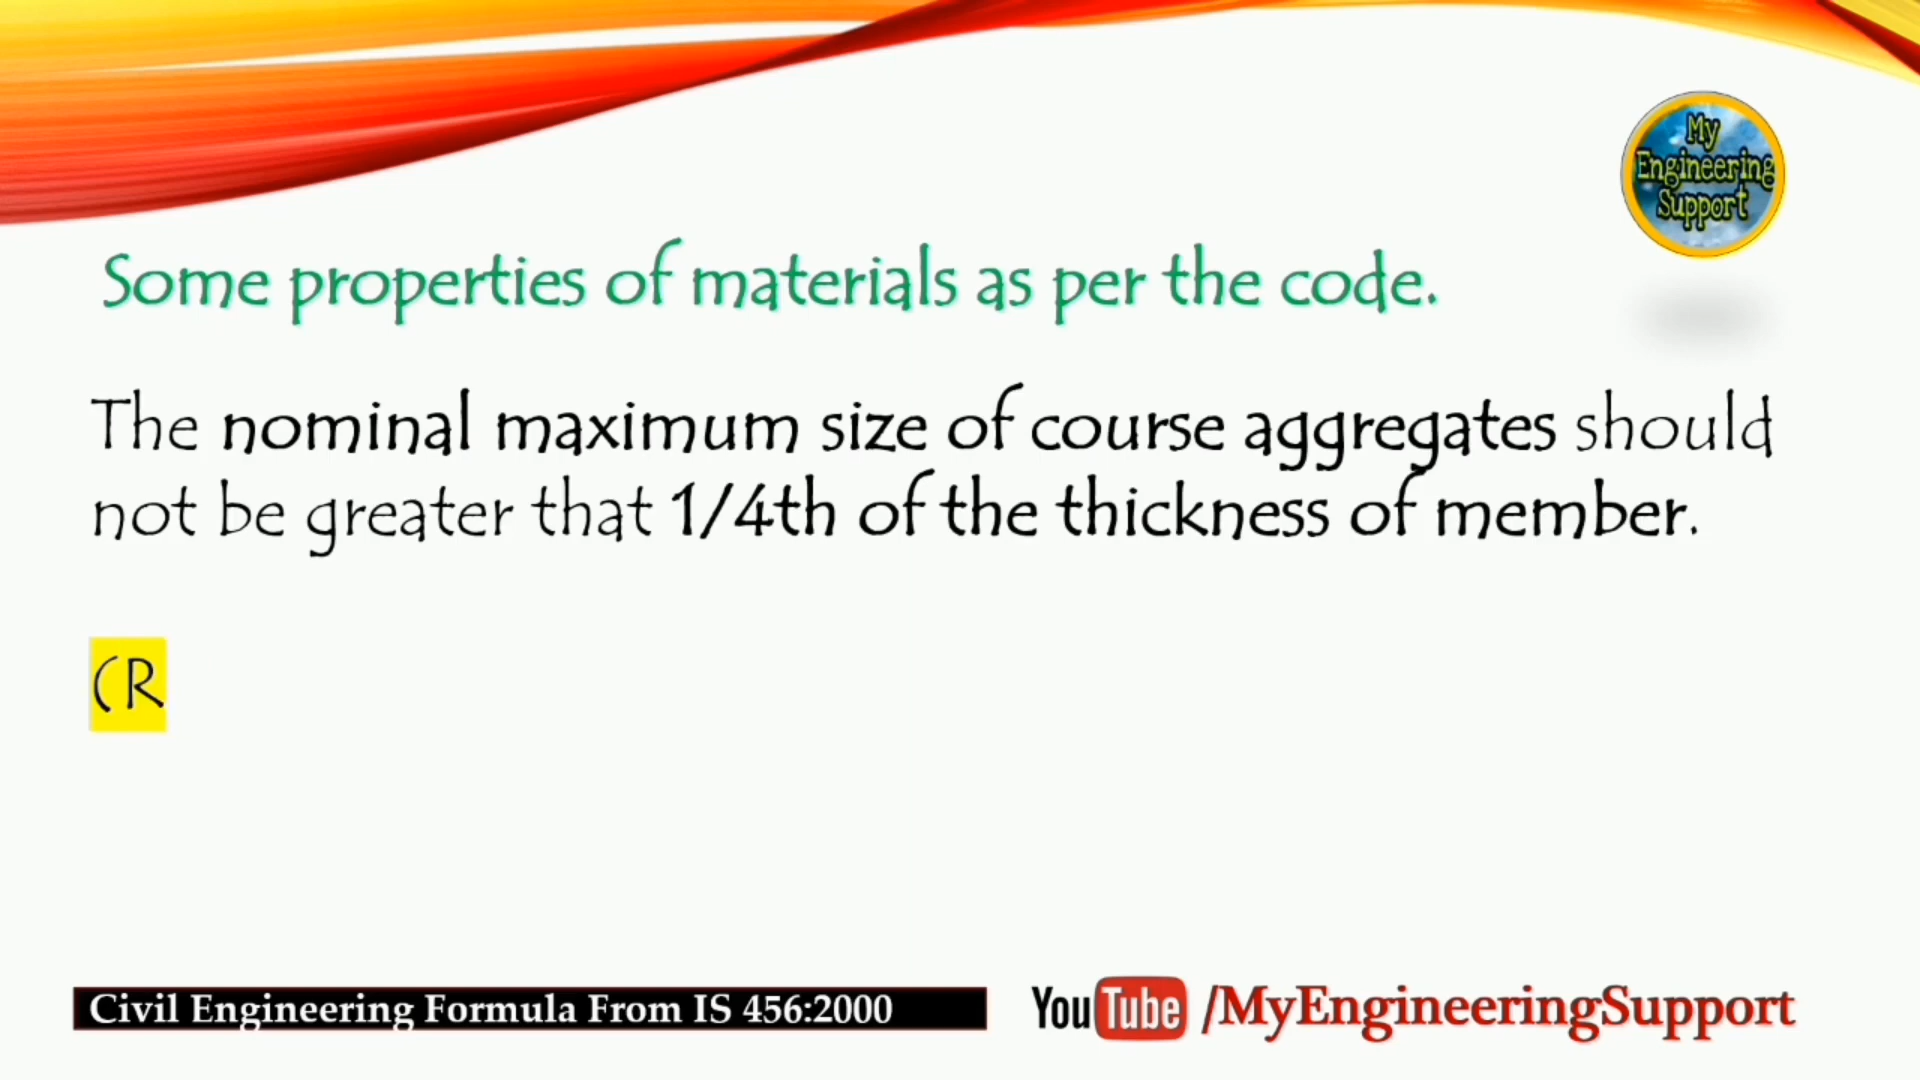 My
Engineering
Support
Some properties of materials as per the code.
The nominal maximum size of course aggregates should
not be greater that 1/4th of the thickness of member.
(R
Civil Engineering Formula From IS 456:2000
YouTube /MyEngineeringSupport